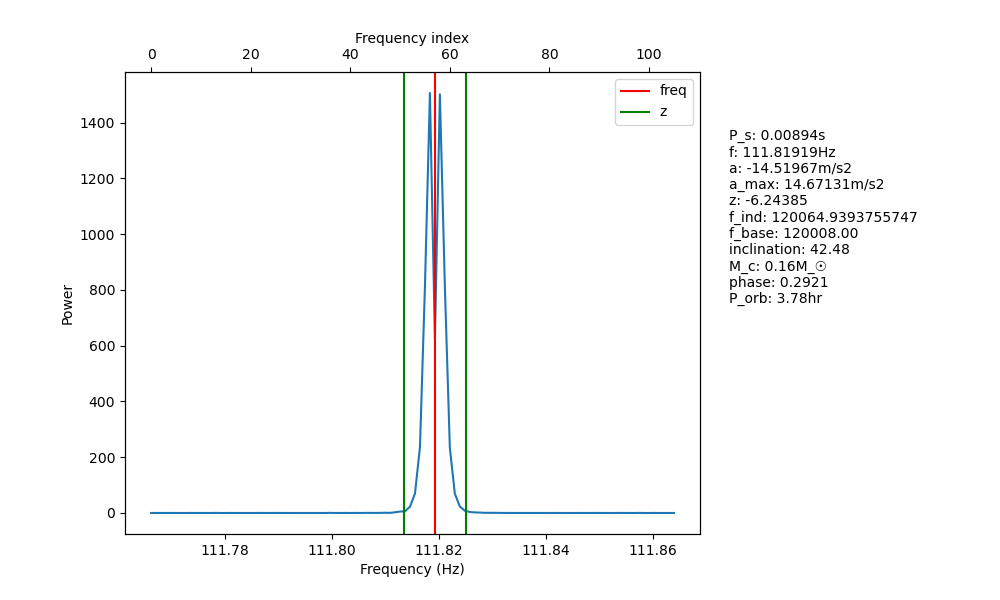 Frequency index
0 20 40 60 80 100
freq
z
1400
1200
1000
800
600
400
200
0
Power
111.78 111.80 111.82 111.84 111.86
Frequency (Hz)
P_s: 0.00894s
f: 111.81919Hz
a: -14.51967m/s2
a_max: 14.67131m/s2
z: -6.24385
f_ind: 120064.9393755747
f_base: 120008.00
inclination: 42.48
M_c: 0.16M_☉
phase: 0.2921
P_orb: 3.78hr